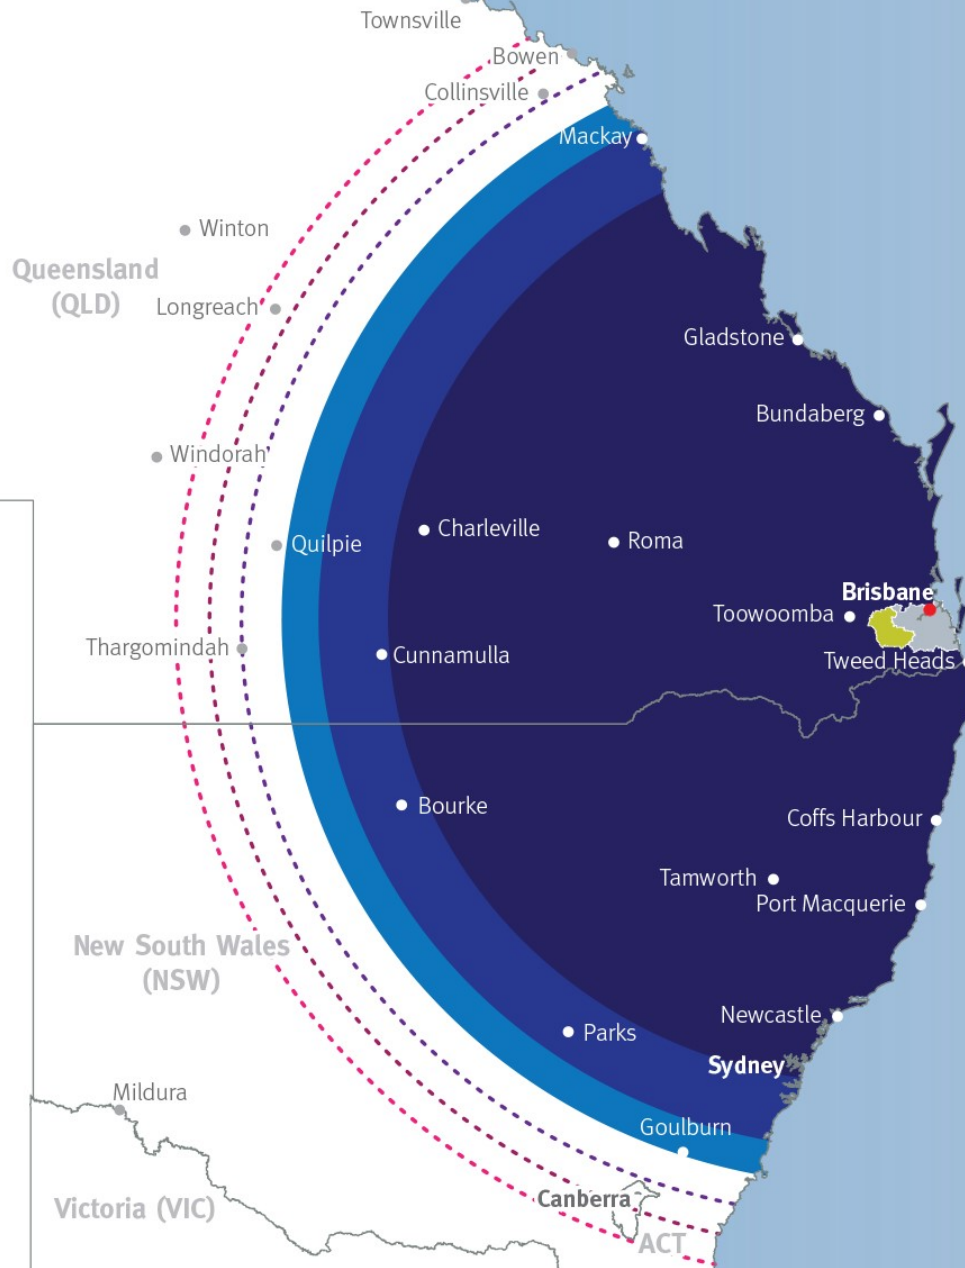 Townsville
Bowen
Collinsville
Mackay
Winton
Queensland
(QLD)
Longreach
Gladstone
Bundaberg
Windorah
Charleville
Roma
Quilpie
Brisbane
Toowoomba
Thargomindah
Cunnamulla
Tweed Heads
Bourke
Coffs Harbour
Tamworth
Port Macquerie
New South Wales
(NSW)
Newcastle
Parks
Sydney
Mildura
Goulburn
Canberra
Victoria (VIC)
ACT